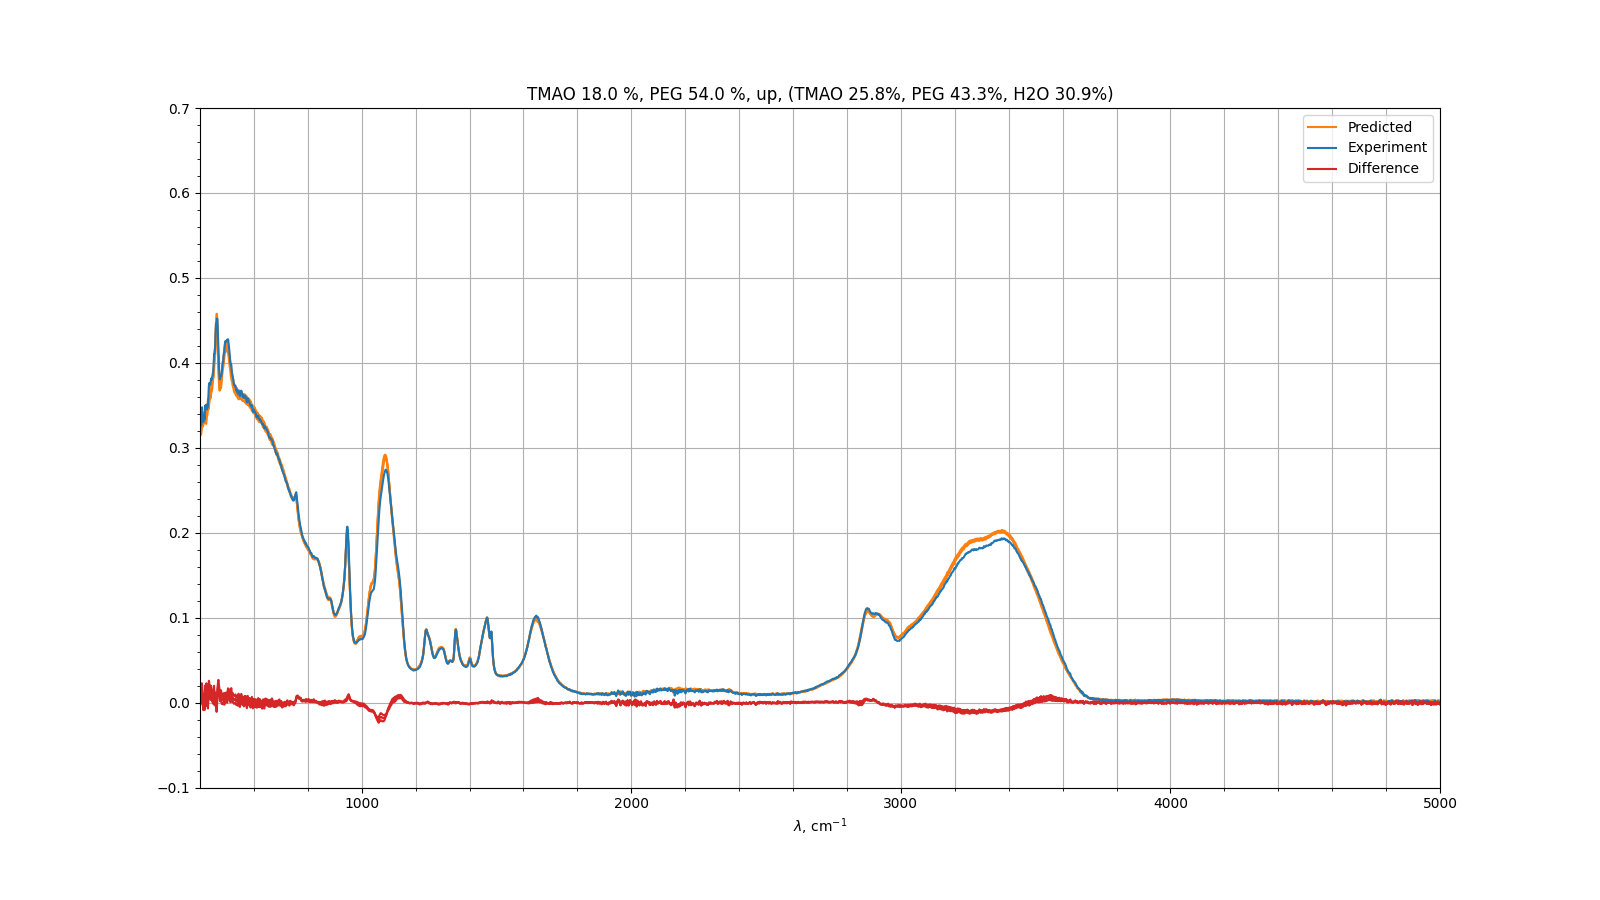 TMAO 18.0 %, PEG 54.0 %, up, (TMAO 25.8%, PEG 43.3%, H2O 30.9%)
Predicted
Experiment
Difference
0.7
0.6
0.5
0.4
0.3
0.2
0.1
0.0
−0.1
1000 2000 3000 4000 5000
λ, cm⁻¹